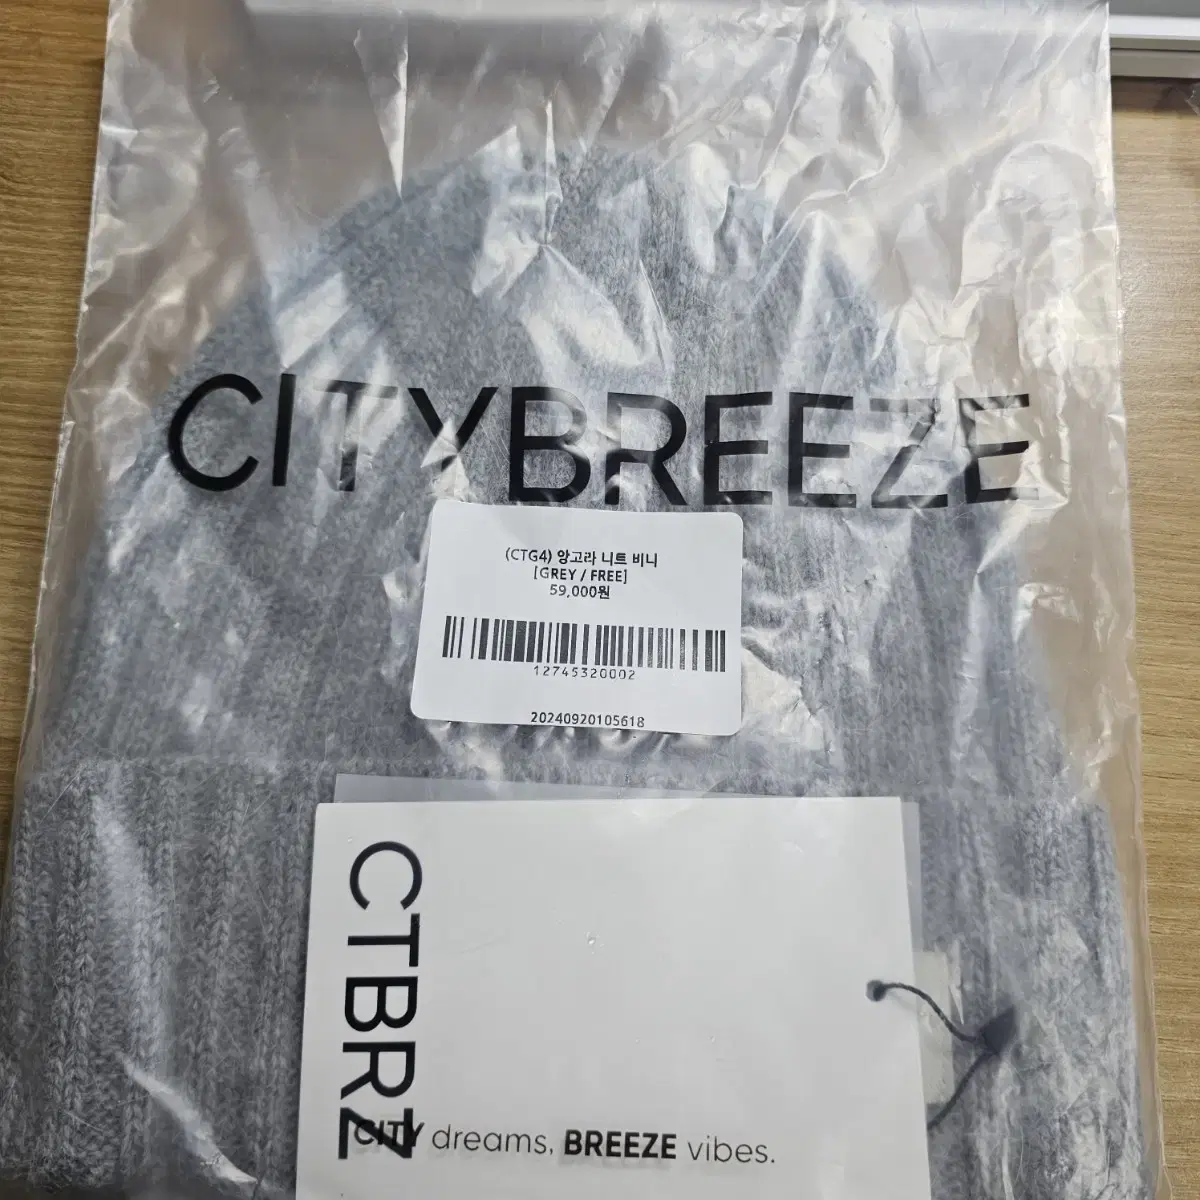 CITYBREEZE
(CTG4) 앙고라 니트 비니
[GREY / FREE]
59,000원
12745320002
20240920105618
CTBRZ
CITY dreams, BREEZE vibes.